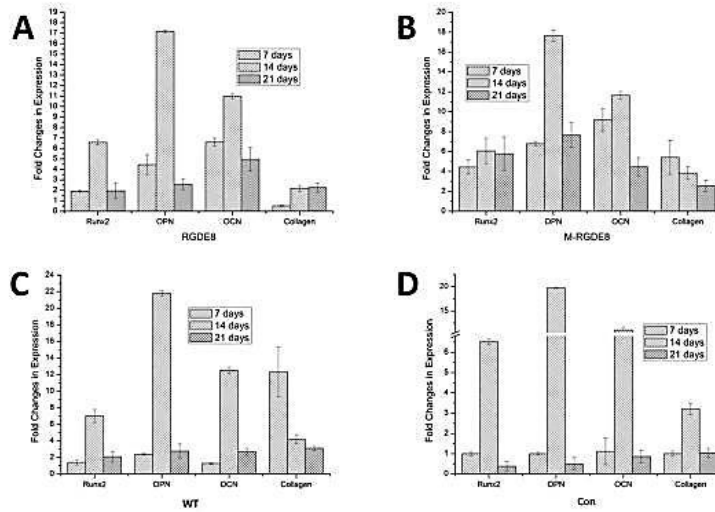 A
Fold Changes in Expression
17
16
15
14
13
12
11
10
9
8
7
6
5
4
3
2
1
0
7 days
14 days
21 days
Runx2 OPN OCN Collagen
RGDE8
B
Fold Changes in Expression
20
18
16
14
12
10
8
6
4
2
0
7 days
14 days
21 days
Runx2 OPN OCN Collagen
M-RGDE8
C
Fold Changes in Expression
24
22
20
18
16
14
12
10
8
6
4
2
0
7 days
14 days
21 days
Runx2 OPN OCN Collagen
WT
D
Fold Changes in Expression
20
15
10
5
4
3
2
1
0
7 days
14 days
21 days
Runx2 OPN OCN Collagen
Con